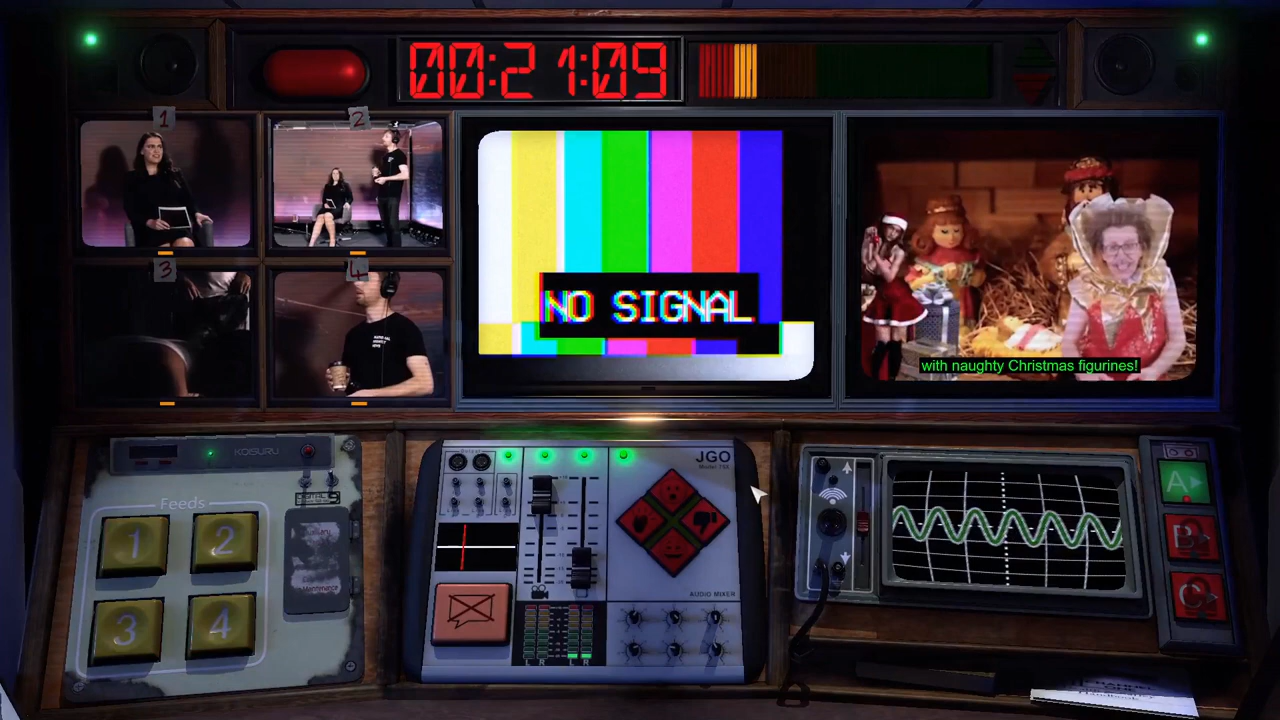 00:21:09
1
2
3
4
NO SIGNAL
with naughty Christmas figurines!
KOISURU
Feeds
1
2
3
4
JGO
AUDIO MIXER
L R L R
A
B
C